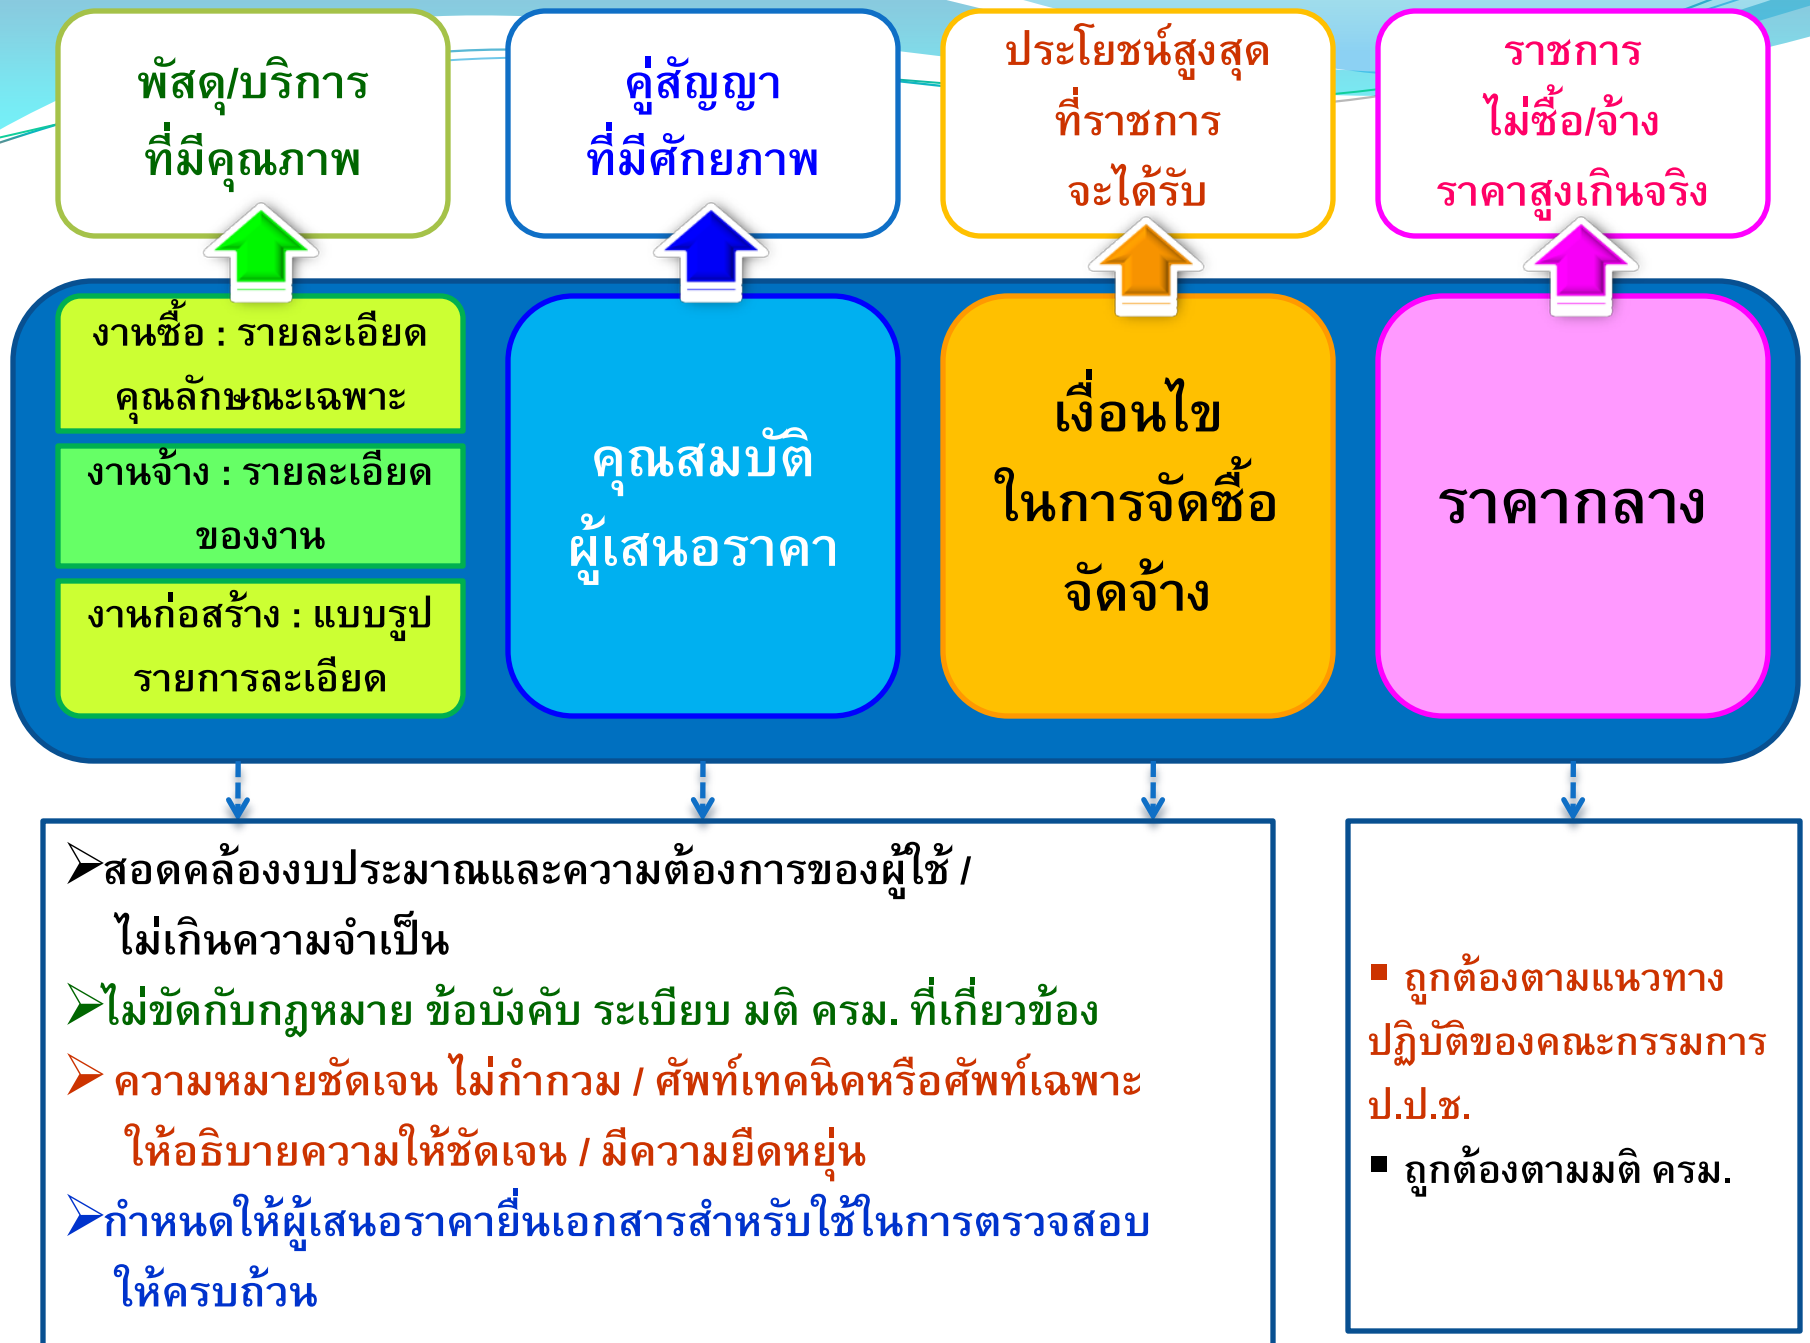 พัสดุ/บริการ
ที่มีคุณภาพ
คู่สัญญา
ที่มีศักยภาพ
ประโยชน์สูงสุด
ที่ราชการ
จะได้รับ
ราชการ
ไม่ซื้อ/จ้าง
ราคาสูงเกินจริง
งานซื้อ : รายละเอียด
คุณลักษณะเฉพาะ
งานจ้าง : รายละเอียด
ของงาน
งานก่อสร้าง : แบบรูป
รายการละเอียด
คุณสมบัติ
ผู้เสนอราคา
เงื่อนไข
ในการจัดซื้อ
จัดจ้าง
ราคากลาง
สอดคล้องงบประมาณและความต้องการของผู้ใช้ /
ไม่เกินความจำเป็น
ไม่ขัดกับกฎหมาย ข้อบังคับ ระเบียบ มติ ครม. ที่เกี่ยวข้อง
ความหมายชัดเจน ไม่กำกวม / ศัพท์เทคนิคหรือศัพท์เฉพาะ
ให้อธิบายความให้ชัดเจน / มีความยืดหยุ่น
กำหนดให้ผู้เสนอราคายื่นเอกสารสำหรับใช้ในการตรวจสอบ
ให้ครบถ้วน
ถูกต้องตามแนวทาง
ปฏิบัติของคณะกรรมการ
ป.ป.ช.
ถูกต้องตามมติ ครม.